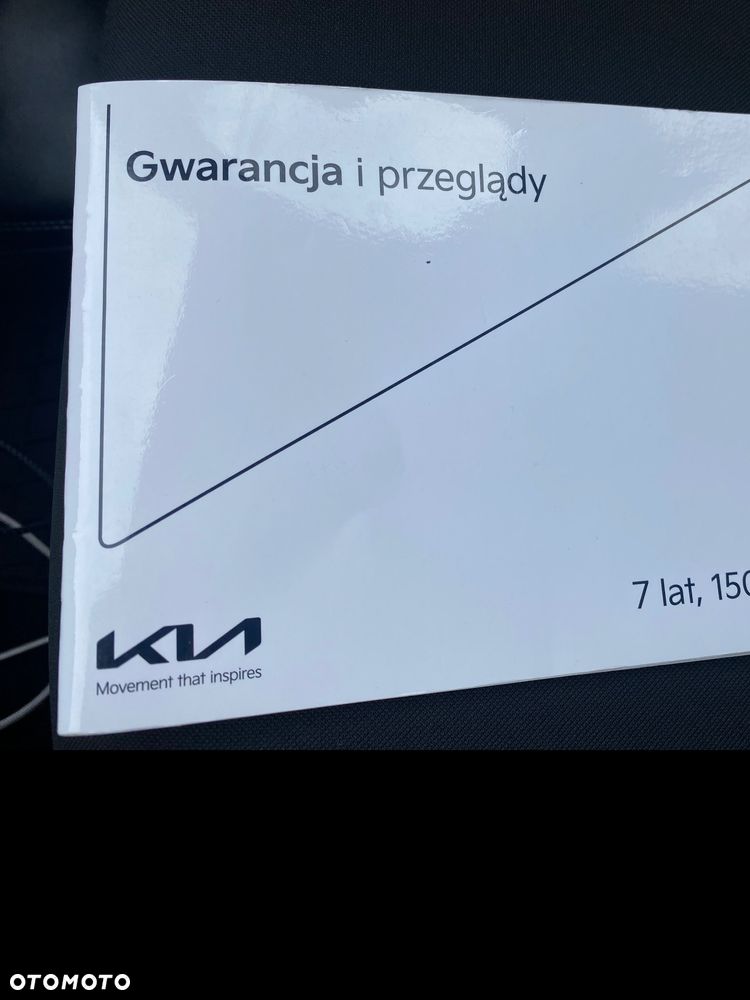 Gwarancja i przeglądy
7 lat, 150
KIA
Movement that inspires
OTOMOTO